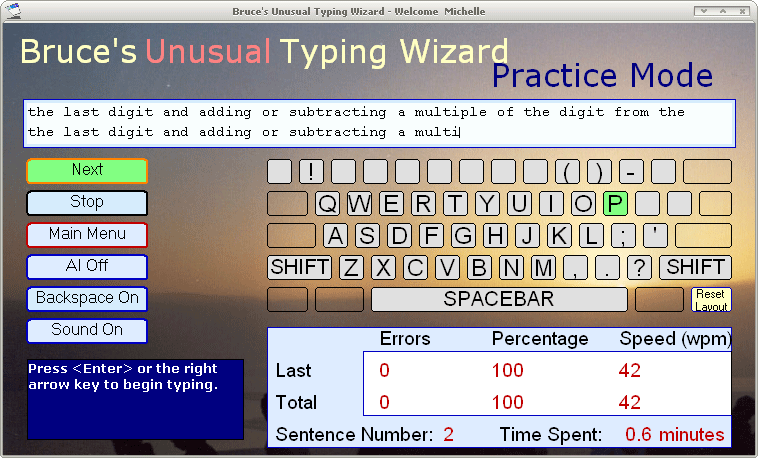 Bruce's Unusual Typing Wizard - Welcome Michelle
Bruce's Unusual Typing Wizard
Practice Mode
the last digit and adding or subtracting a multiple of the digit from the
the last digit and adding or subtracting a multi
Next
Stop
Main Menu
AI Off
Backspace On
Sound On
! ( ) -
Q W E R T Y U I O P
A S D F G H J K L ; '
SHIFT Z X C V B N M , . ? SHIFT
SPACEBAR
Reset
Layout
Press <Enter> or the right
arrow key to begin typing.
Errors Percentage Speed (wpm)
Last 0 100 42
Total 0 100 42
Sentence Number: 2 Time Spent: 0.6 minutes